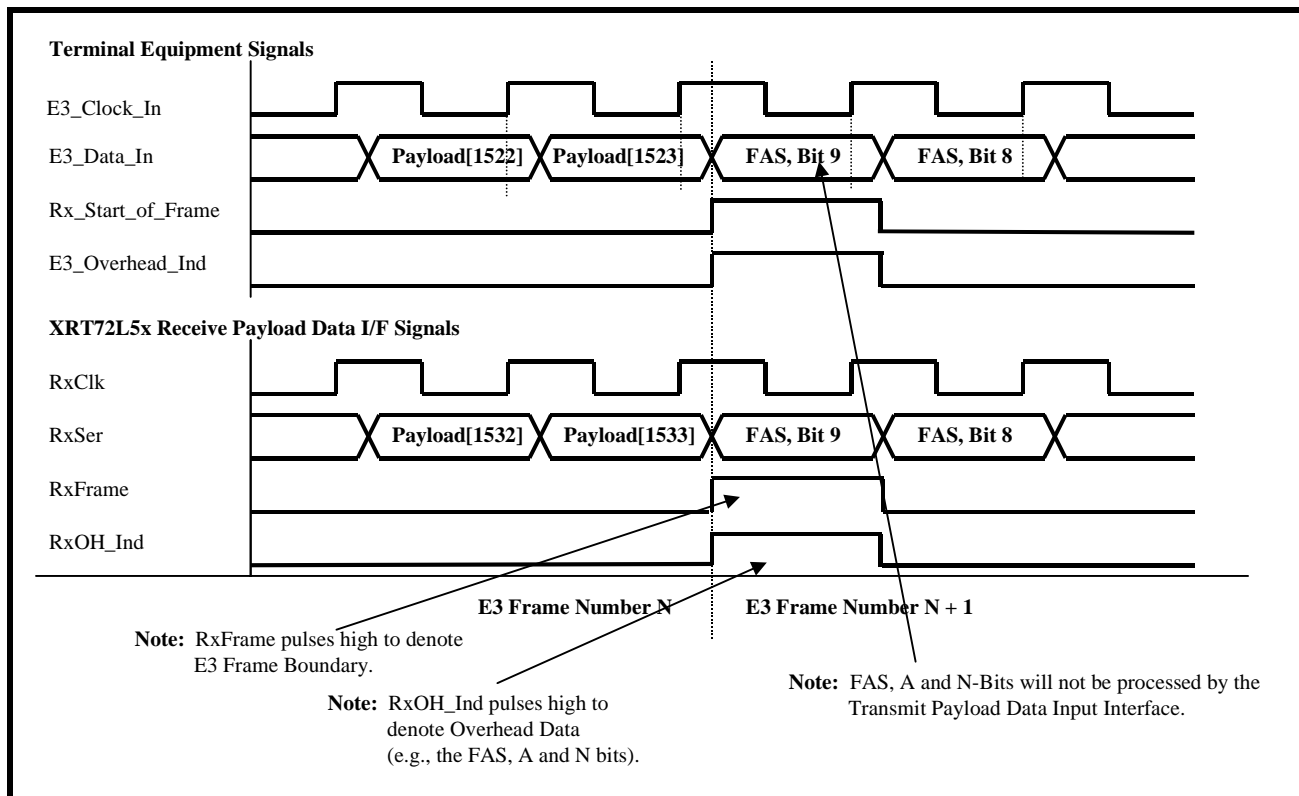 Terminal Equipment Signals
E3_Clock_In
E3_Data_In
Payload[1522]
Payload[1523]
FAS, Bit 9
FAS, Bit 8
Rx_Start_of_Frame
E3_Overhead_Ind
XRT72L5x Receive Payload Data I/F Signals
RxClk
RxSer
Payload[1532]
Payload[1533]
FAS, Bit 9
FAS, Bit 8
RxFrame
RxOH_Ind
E3 Frame Number N
E3 Frame Number N + 1
Note: RxFrame pulses high to denote
E3 Frame Boundary.
Note: RxOH_Ind pulses high to
denote Overhead Data
(e.g., the FAS, A and N bits).
Note: FAS, A and N-Bits will not be processed by the
Transmit Payload Data Input Interface.